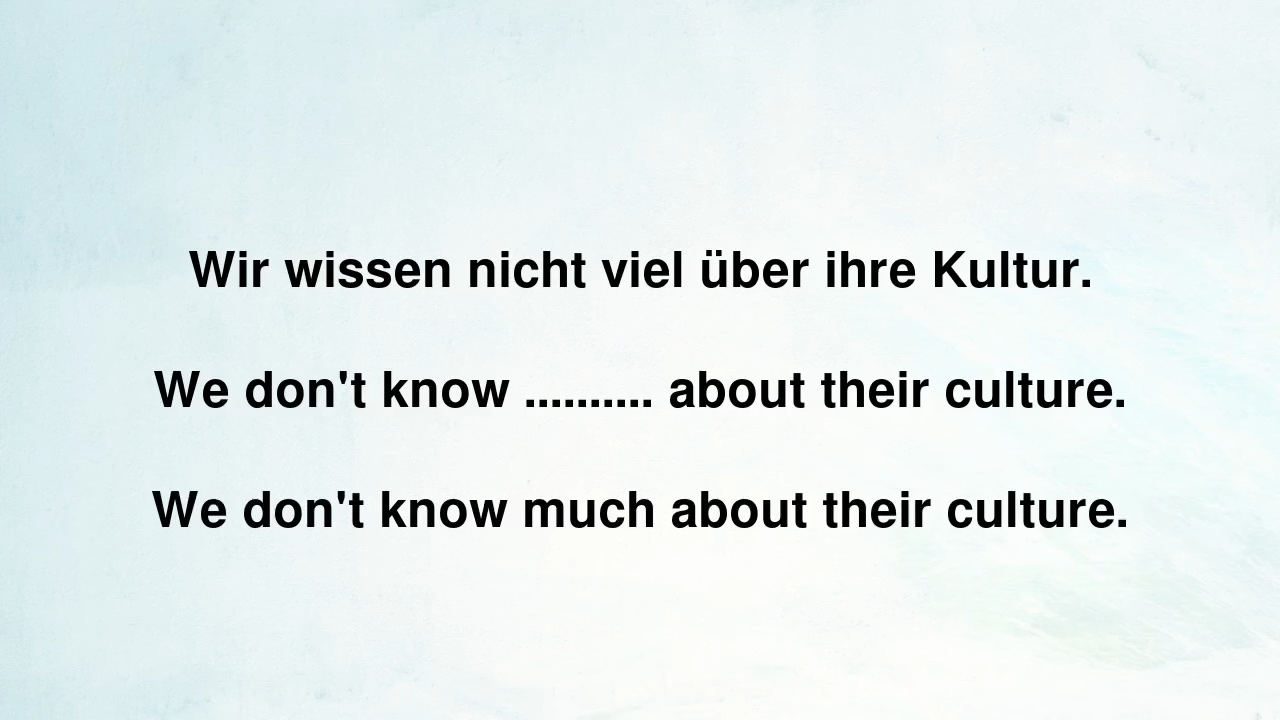 Wir wissen nicht viel über ihre Kultur.
We don't know .......... about their culture.
We don't know much about their culture.